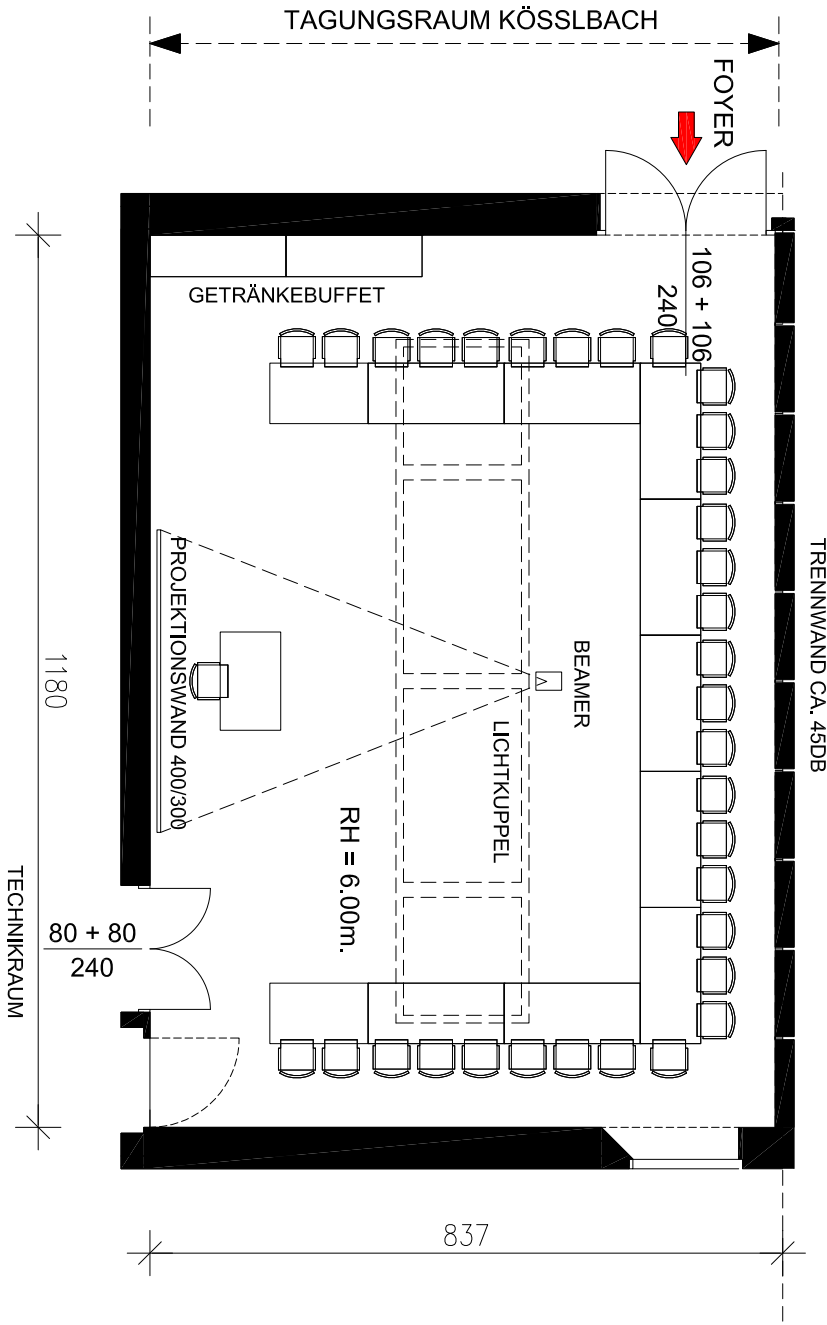 TAGUNGSRAUM KÖSSLBACH
FOYER
106 + 106
240
GETRÄNKEBUFFET
TRENNWAND CA. 45DB
PROJEKTIONSWAND 400/300
BEAMER
LICHTKUPPEL
RH = 6.00m.
1180
80 + 80
240
TECHNIKRAUM
837